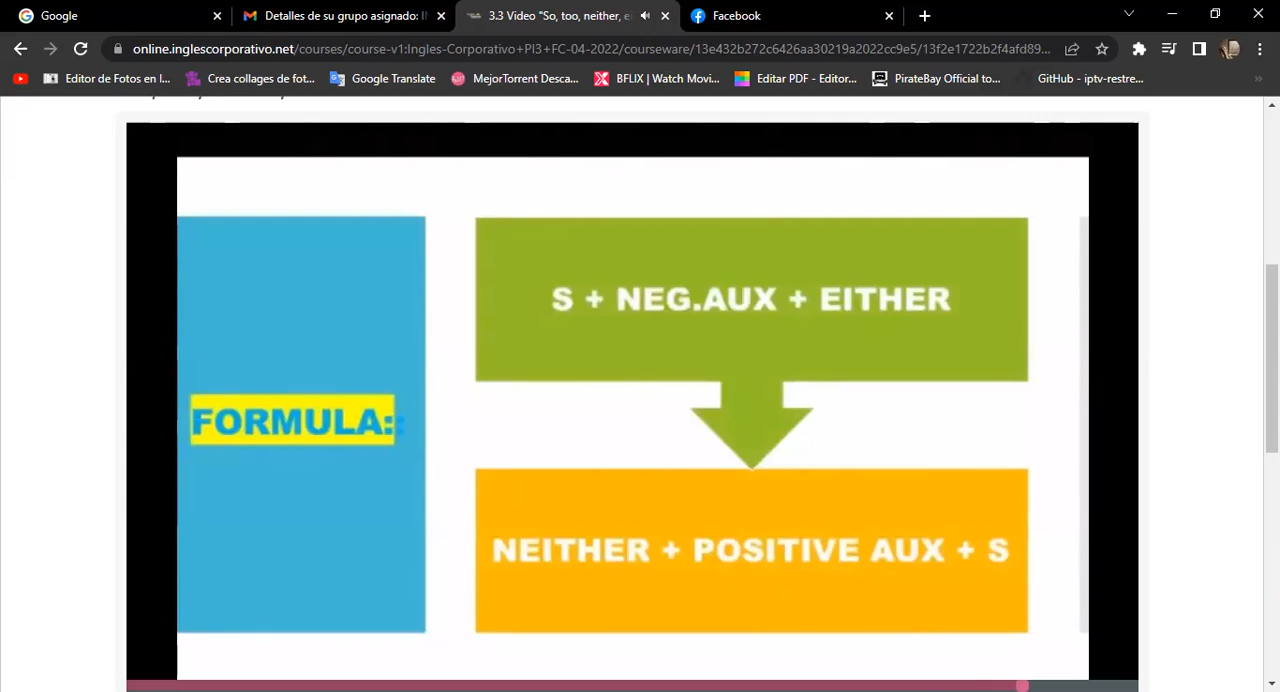 Google
Detalles de su grupo asignado: I
3.3 Video "So, too, neither, e
Facebook
online.inglescorporativo.net/courses/course-v1:Ingles-Corporativo+PI3+FC-04-2022/courseware/13e432b272c6426aa30219a2022cc9e5/13f2e1722b2f4afd89...
Editor de Fotos en l...
Crea collages de fot...
Google Translate
MejorTorrent Desca...
BFLIX | Watch Movi...
Editar PDF - Editor...
PirateBay Official to...
GitHub - iptv-restre...
S + NEG.AUX + EITHER
FORMULA::
NEITHER + POSITIVE AUX + S